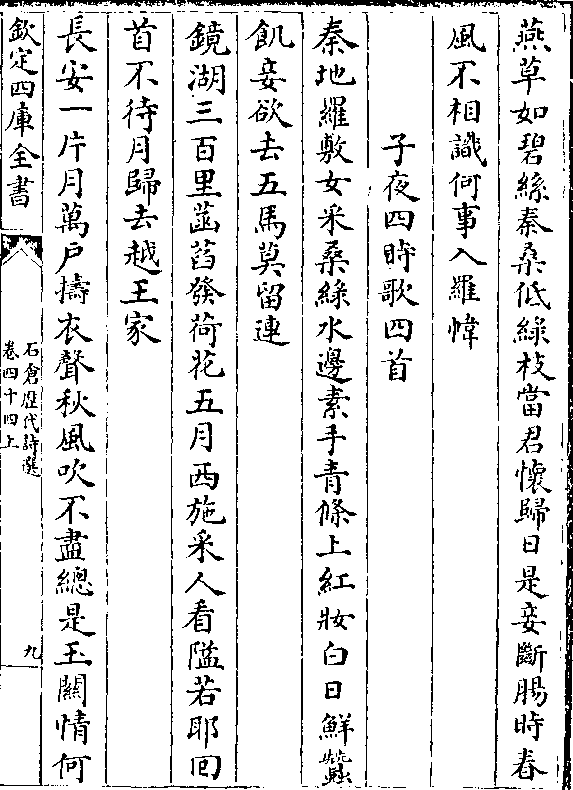 燕草如碧絲秦桑低綠枝當君懷歸日是妾斷腸時春
風不相識何事入羅幃
子夜四時歌四首
秦地羅敷女采桑綠水邊素手青條上紅妝白日鮮蠶
飢妾欲去五馬莫留連
鏡湖三百里菡萏發荷花五月西施采人看隘若耶囘
首不待月歸去越王家
長安一片月萬戶擣衣聲秋風吹不盡總是玉關情何
欽定四庫全書
石倉歷代詩選
卷四十四上
九